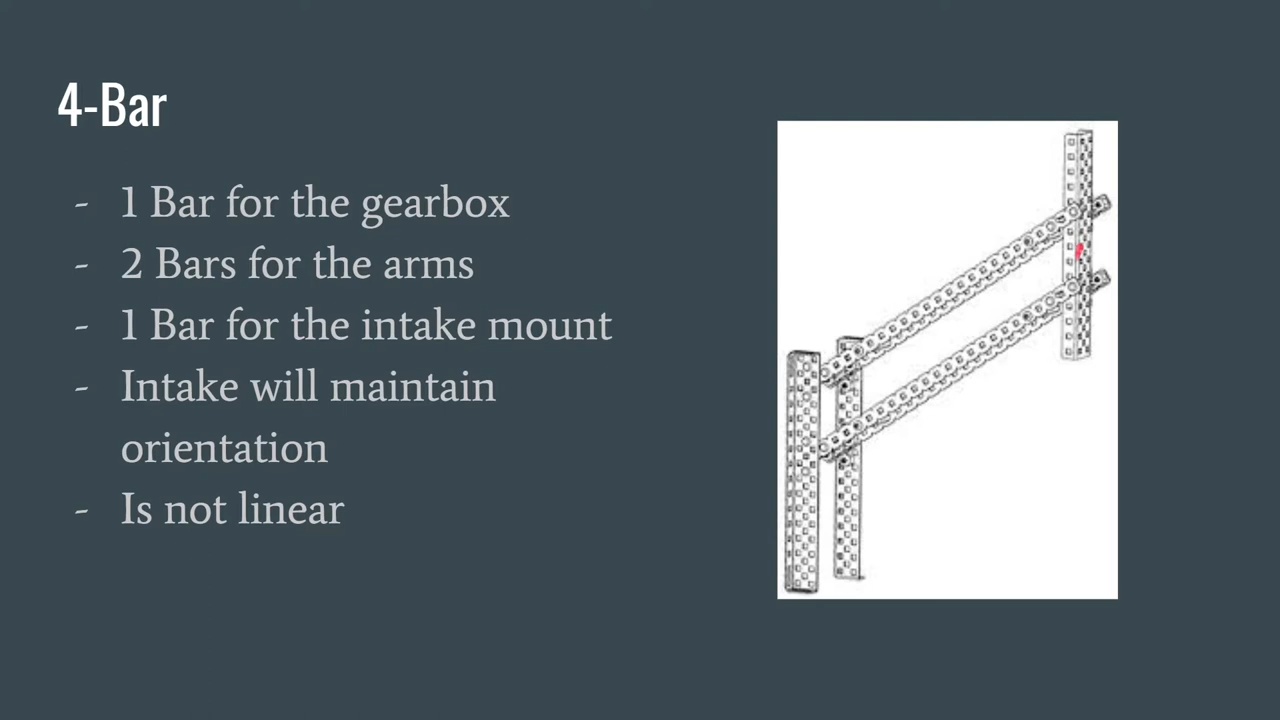 4-Bar
- 1 Bar for the gearbox
- 2 Bars for the arms
- 1 Bar for the intake mount
- Intake will maintain
orientation
- Is not linear